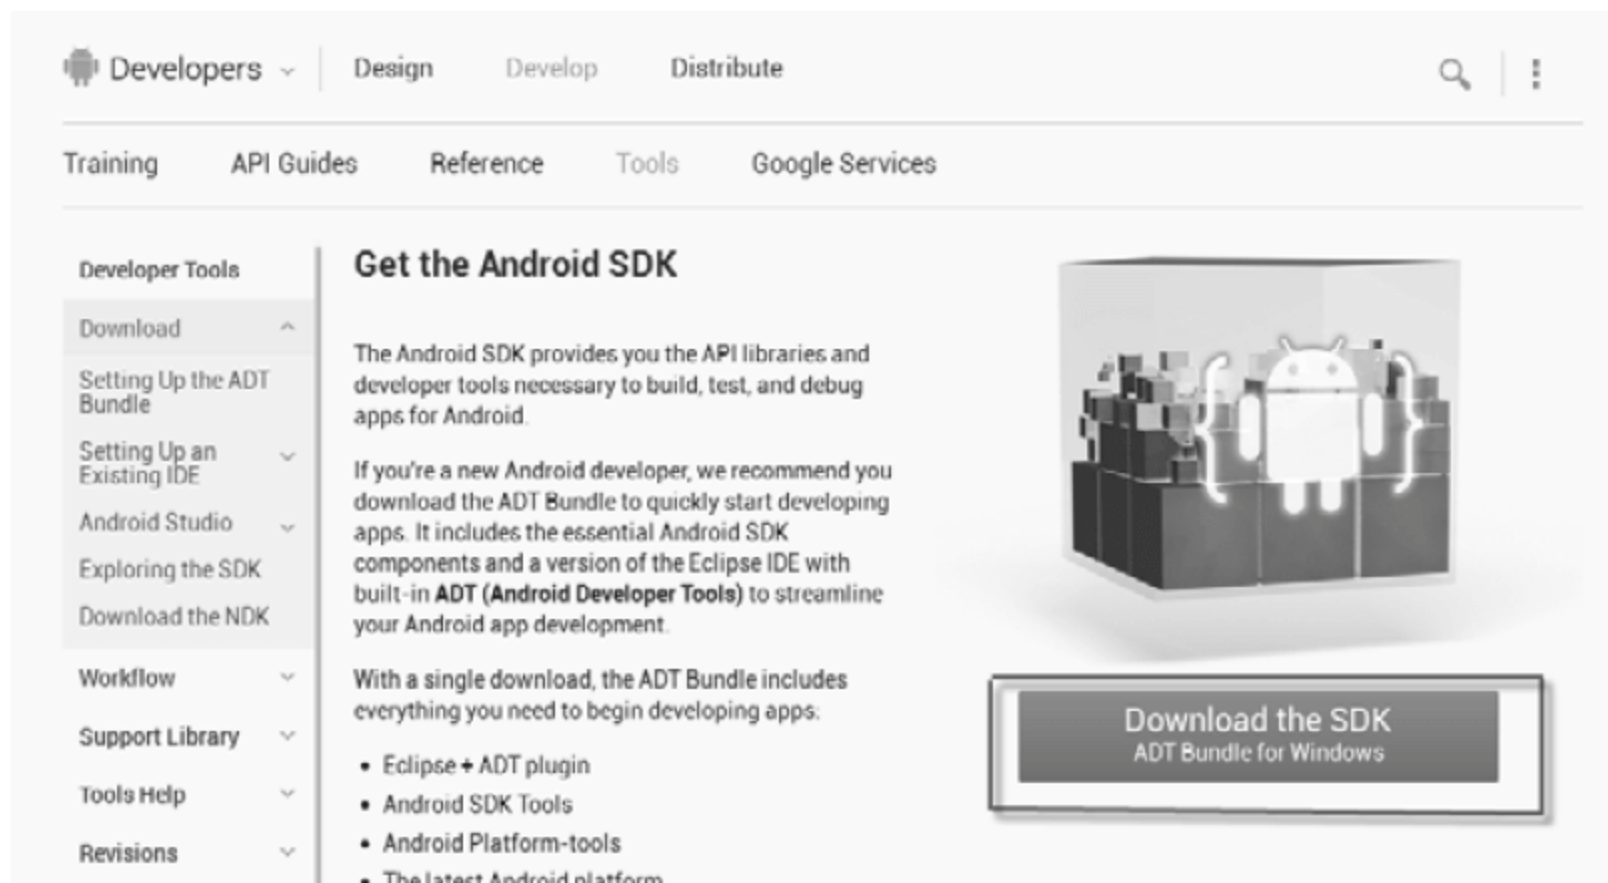 Developers
Design
Develop
Distribute
Training
API Guides
Reference
Tools
Google Services
Developer Tools
Download
Setting Up the ADT
Bundle
Setting Up an
Existing IDE
Android Studio
Exploring the SDK
Download the NDK
Workflow
Support Library
Tools Help
Revisions
Get the Android SDK
The Android SDK provides you the API libraries and
developer tools necessary to build, test, and debug
apps for Android.
If you're a new Android developer, we recommend you
download the ADT Bundle to quickly start developing
apps. It includes the essential Android SDK
components and a version of the Eclipse IDE with
built-in ADT (Android Developer Tools) to streamline
your Android app development.
With a single download, the ADT Bundle includes
everything you need to begin developing apps:
• Eclipse + ADT plugin
• Android SDK Tools
• Android Platform-tools
• The latest Android platform
Download the SDK
ADT Bundle for Windows